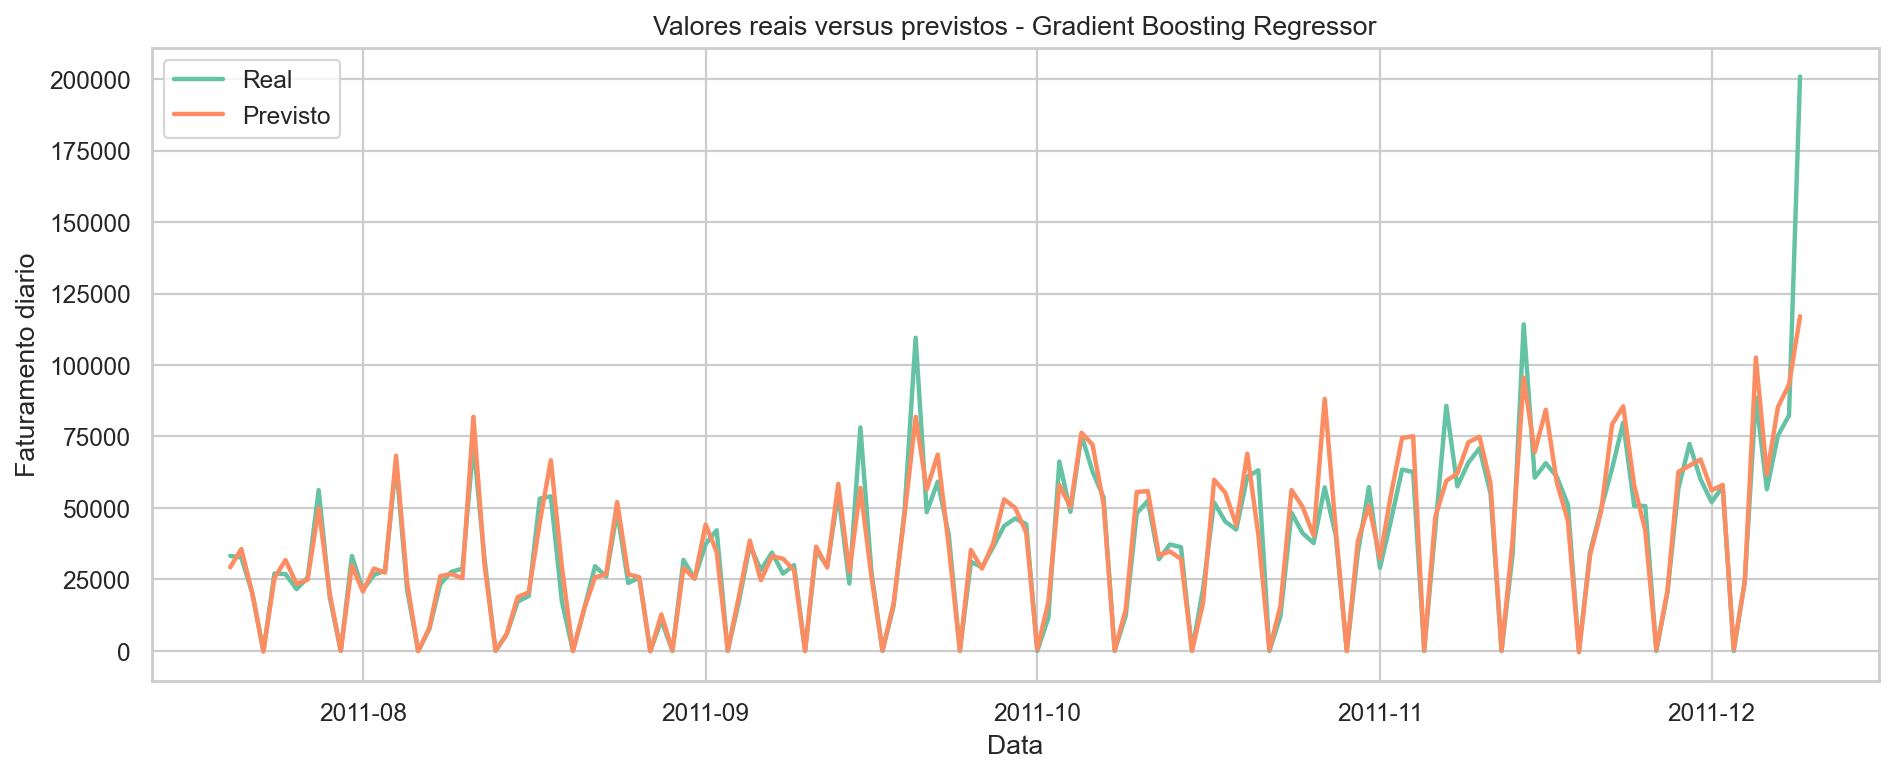 Valores reais versus previstos - Gradient Boosting Regressor
Real
Previsto
200000
175000
150000
125000
100000
75000
50000
25000
0
Faturamento diario
2011-08
2011-09
2011-10
2011-11
2011-12
Data